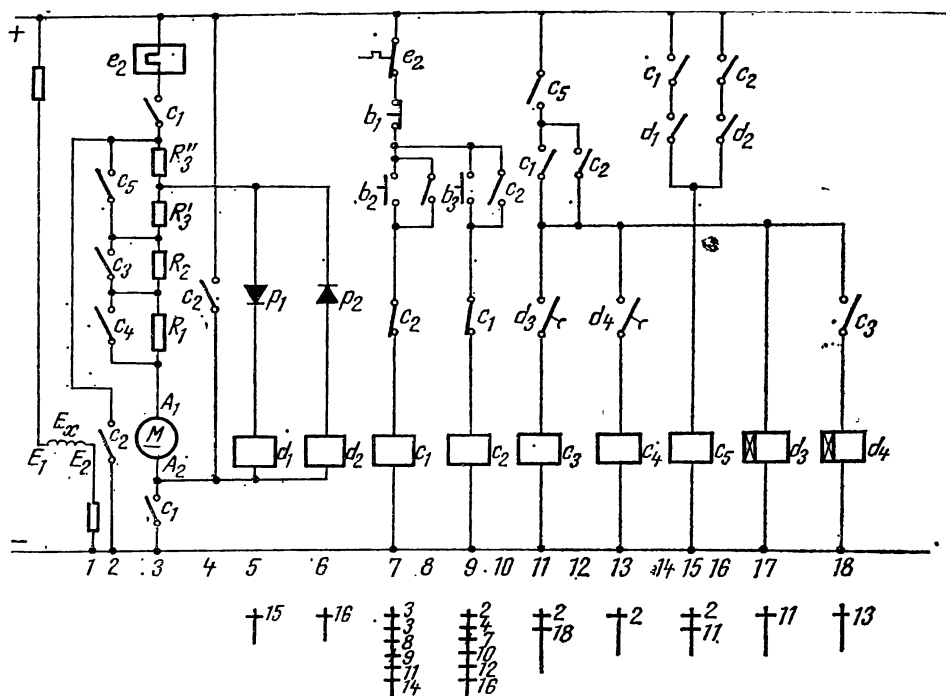 +
e2
c1
R3''
c5
R3'
c3
R2
c4
R1
c2
p1
p2
A1
M
A2
c2
c1
Ex
E1
E2
d1
d2
e2
b1
b2
b3
c2
c2
c1
c1
c2
c5
c1
c2
d3
d4
c3
c4
c1
c2
d1
d2
c5
d3
c3
d4
−
1 2 3 4 5 6 7 8 9 10 11 12 13 14 15 16 17 18
15
16
3 2 2 2 2 11 13
3 4 18 11
8 7
9 10
11 12
14 16